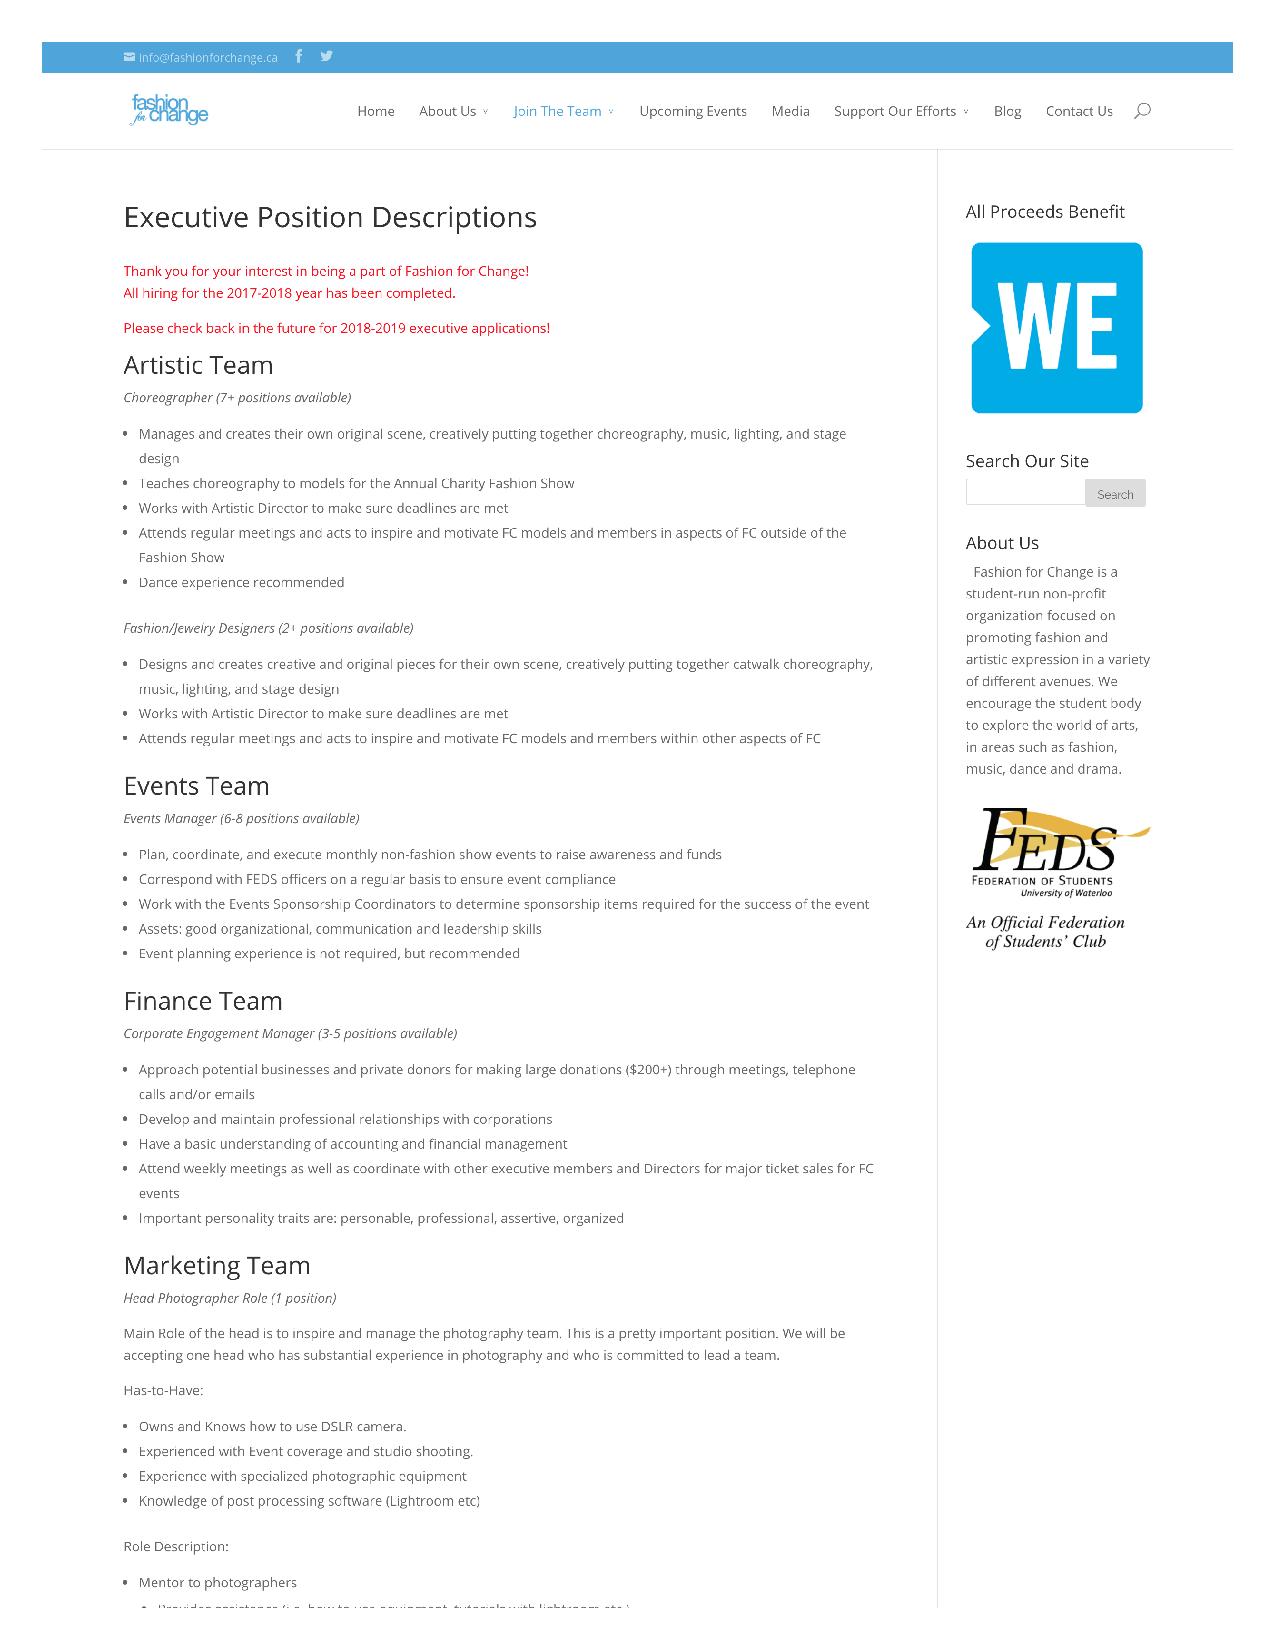 info@fashionforchange.ca
fashion
for change
Home About Us Join The Team Upcoming Events Media Support Our Efforts Blog Contact Us
Executive Position Descriptions
Thank you for your interest in being a part of Fashion for Change!
All hiring for the 2017-2018 year has been completed.
Please check back in the future for 2018-2019 executive applications!
Artistic Team
Choreographer (7+ positions available)
Manages and creates their own original scene, creatively putting together choreography, music, lighting, and stage
design
Teaches choreography to models for the Annual Charity Fashion Show
Works with Artistic Director to make sure deadlines are met
Attends regular meetings and acts to inspire and motivate FC models and members in aspects of FC outside of the
Fashion Show
Dance experience recommended
Fashion/Jewelry Designers (2+ positions available)
Designs and creates creative and original pieces for their own scene, creatively putting together catwalk choreography,
music, lighting, and stage design
Works with Artistic Director to make sure deadlines are met
Attends regular meetings and acts to inspire and motivate FC models and members within other aspects of FC
Events Team
Events Manager (6-8 positions available)
Plan, coordinate, and execute monthly non-fashion show events to raise awareness and funds
Correspond with FEDS officers on a regular basis to ensure event compliance
Work with the Events Sponsorship Coordinators to determine sponsorship items required for the success of the event
Assets: good organizational, communication and leadership skills
Event planning experience is not required, but recommended
Finance Team
Corporate Engagement Manager (3-5 positions available)
Approach potential businesses and private donors for making large donations ($200+) through meetings, telephone
calls and/or emails
Develop and maintain professional relationships with corporations
Have a basic understanding of accounting and financial management
Attend weekly meetings as well as coordinate with other executive members and Directors for major ticket sales for FC
events
Important personality traits are: personable, professional, assertive, organized
Marketing Team
Head Photographer Role (1 position)
Main Role of the head is to inspire and manage the photography team. This is a pretty important position. We will be
accepting one head who has substantial experience in photography and who is committed to lead a team.
Has-to-Have:
Owns and Knows how to use DSLR camera.
Experienced with Event coverage and studio shooting.
Experience with specialized photographic equipment
Knowledge of post processing software (Lightroom etc)
Role Description:
Mentor to photographers
All Proceeds Benefit
WE
Search Our Site
Search
About Us
Fashion for Change is a
student-run non-profit
organization focused on
promoting fashion and
artistic expression in a variety
of different avenues. We
encourage the student body
to explore the world of arts,
in areas such as fashion,
music, dance and drama.
FEDS
FEDERATION OF STUDENTS
University of Waterloo
An Official Federation
of Students' Club